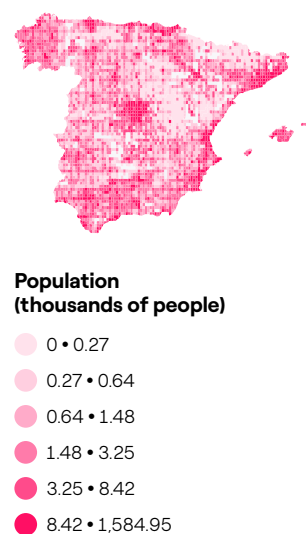 Population
(thousands of people)
0 • 0.27
0.27 • 0.64
0.64 • 1.48
1.48 • 3.25
3.25 • 8.42
8.42 • 1,584.95